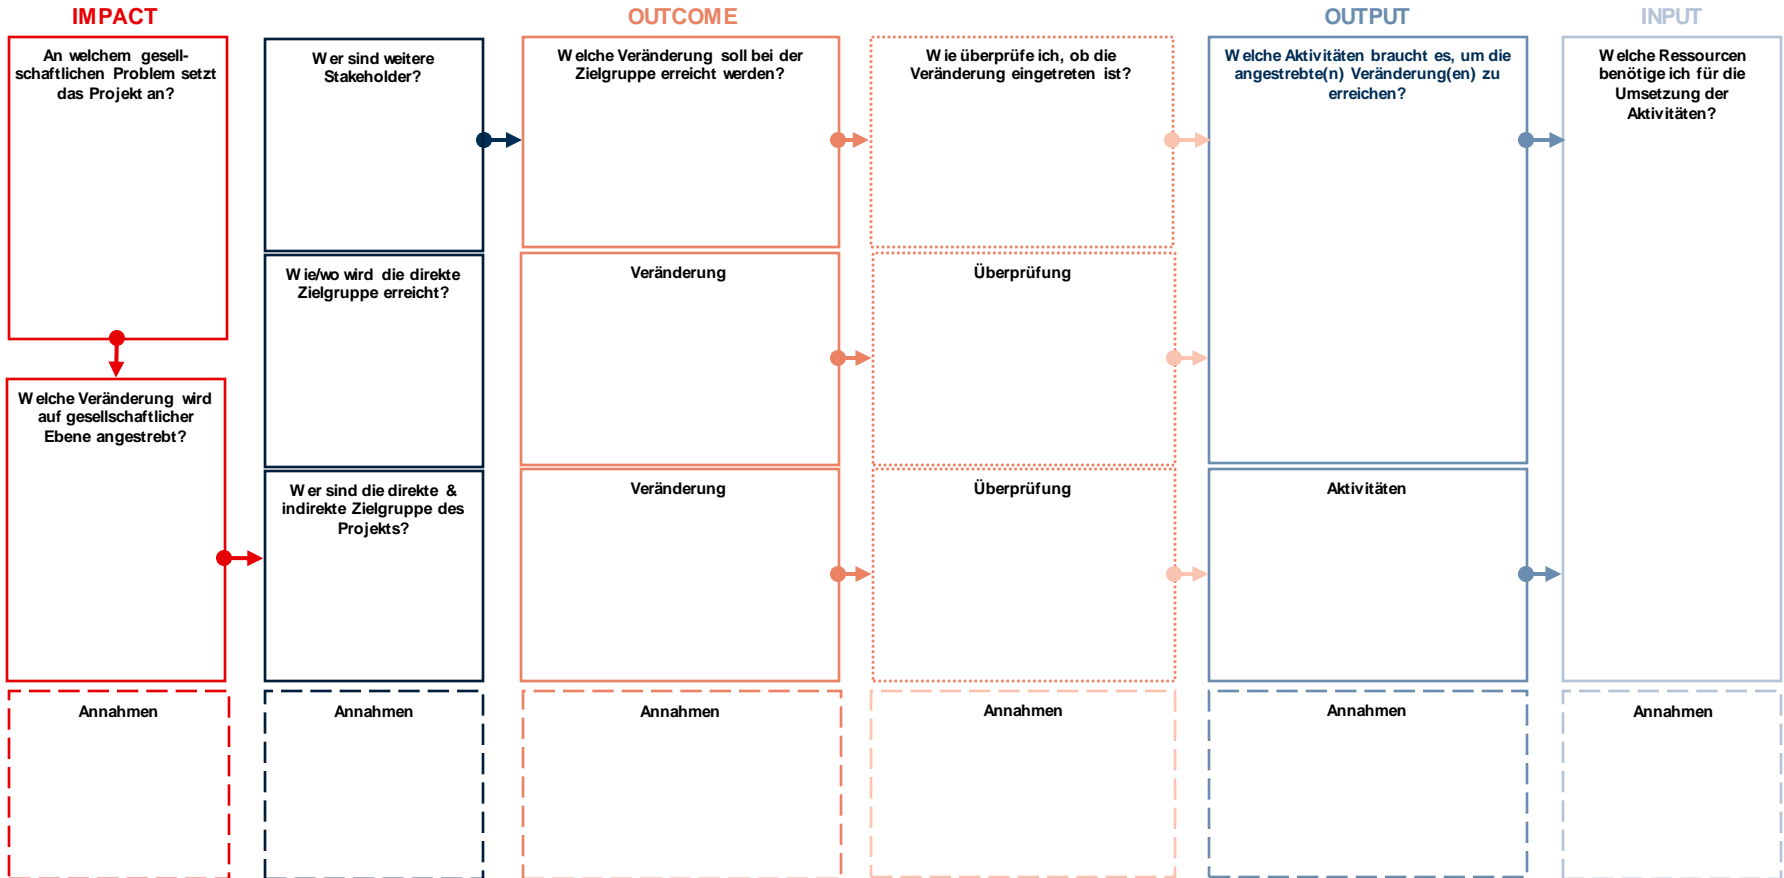 IMPACT
OUTCOME
OUTPUT
INPUT
An welchem gesell-
schaftlichen Problem setzt
das Projekt an?
Welche Veränderung wird
auf gesellschaftlicher
Ebene angestrebt?
Wer sind weitere
Stakeholder?
Wie/wo wird die direkte
Zielgruppe erreicht?
Wer sind die direkte &
indirekte Zielgruppe des
Projekts?
Welche Veränderung soll bei der
Zielgruppe erreicht werden?
Veränderung
Veränderung
Wie überprüfe ich, ob die
Veränderung eingetreten ist?
Überprüfung
Überprüfung
Welche Aktivitäten braucht es, um die
angestrebte(n) Veränderung(en) zu
erreichen?
Aktivitäten
Welche Ressourcen
benötige ich für die
Umsetzung der
Aktivitäten?
Annahmen
Annahmen
Annahmen
Annahmen
Annahmen
Annahmen